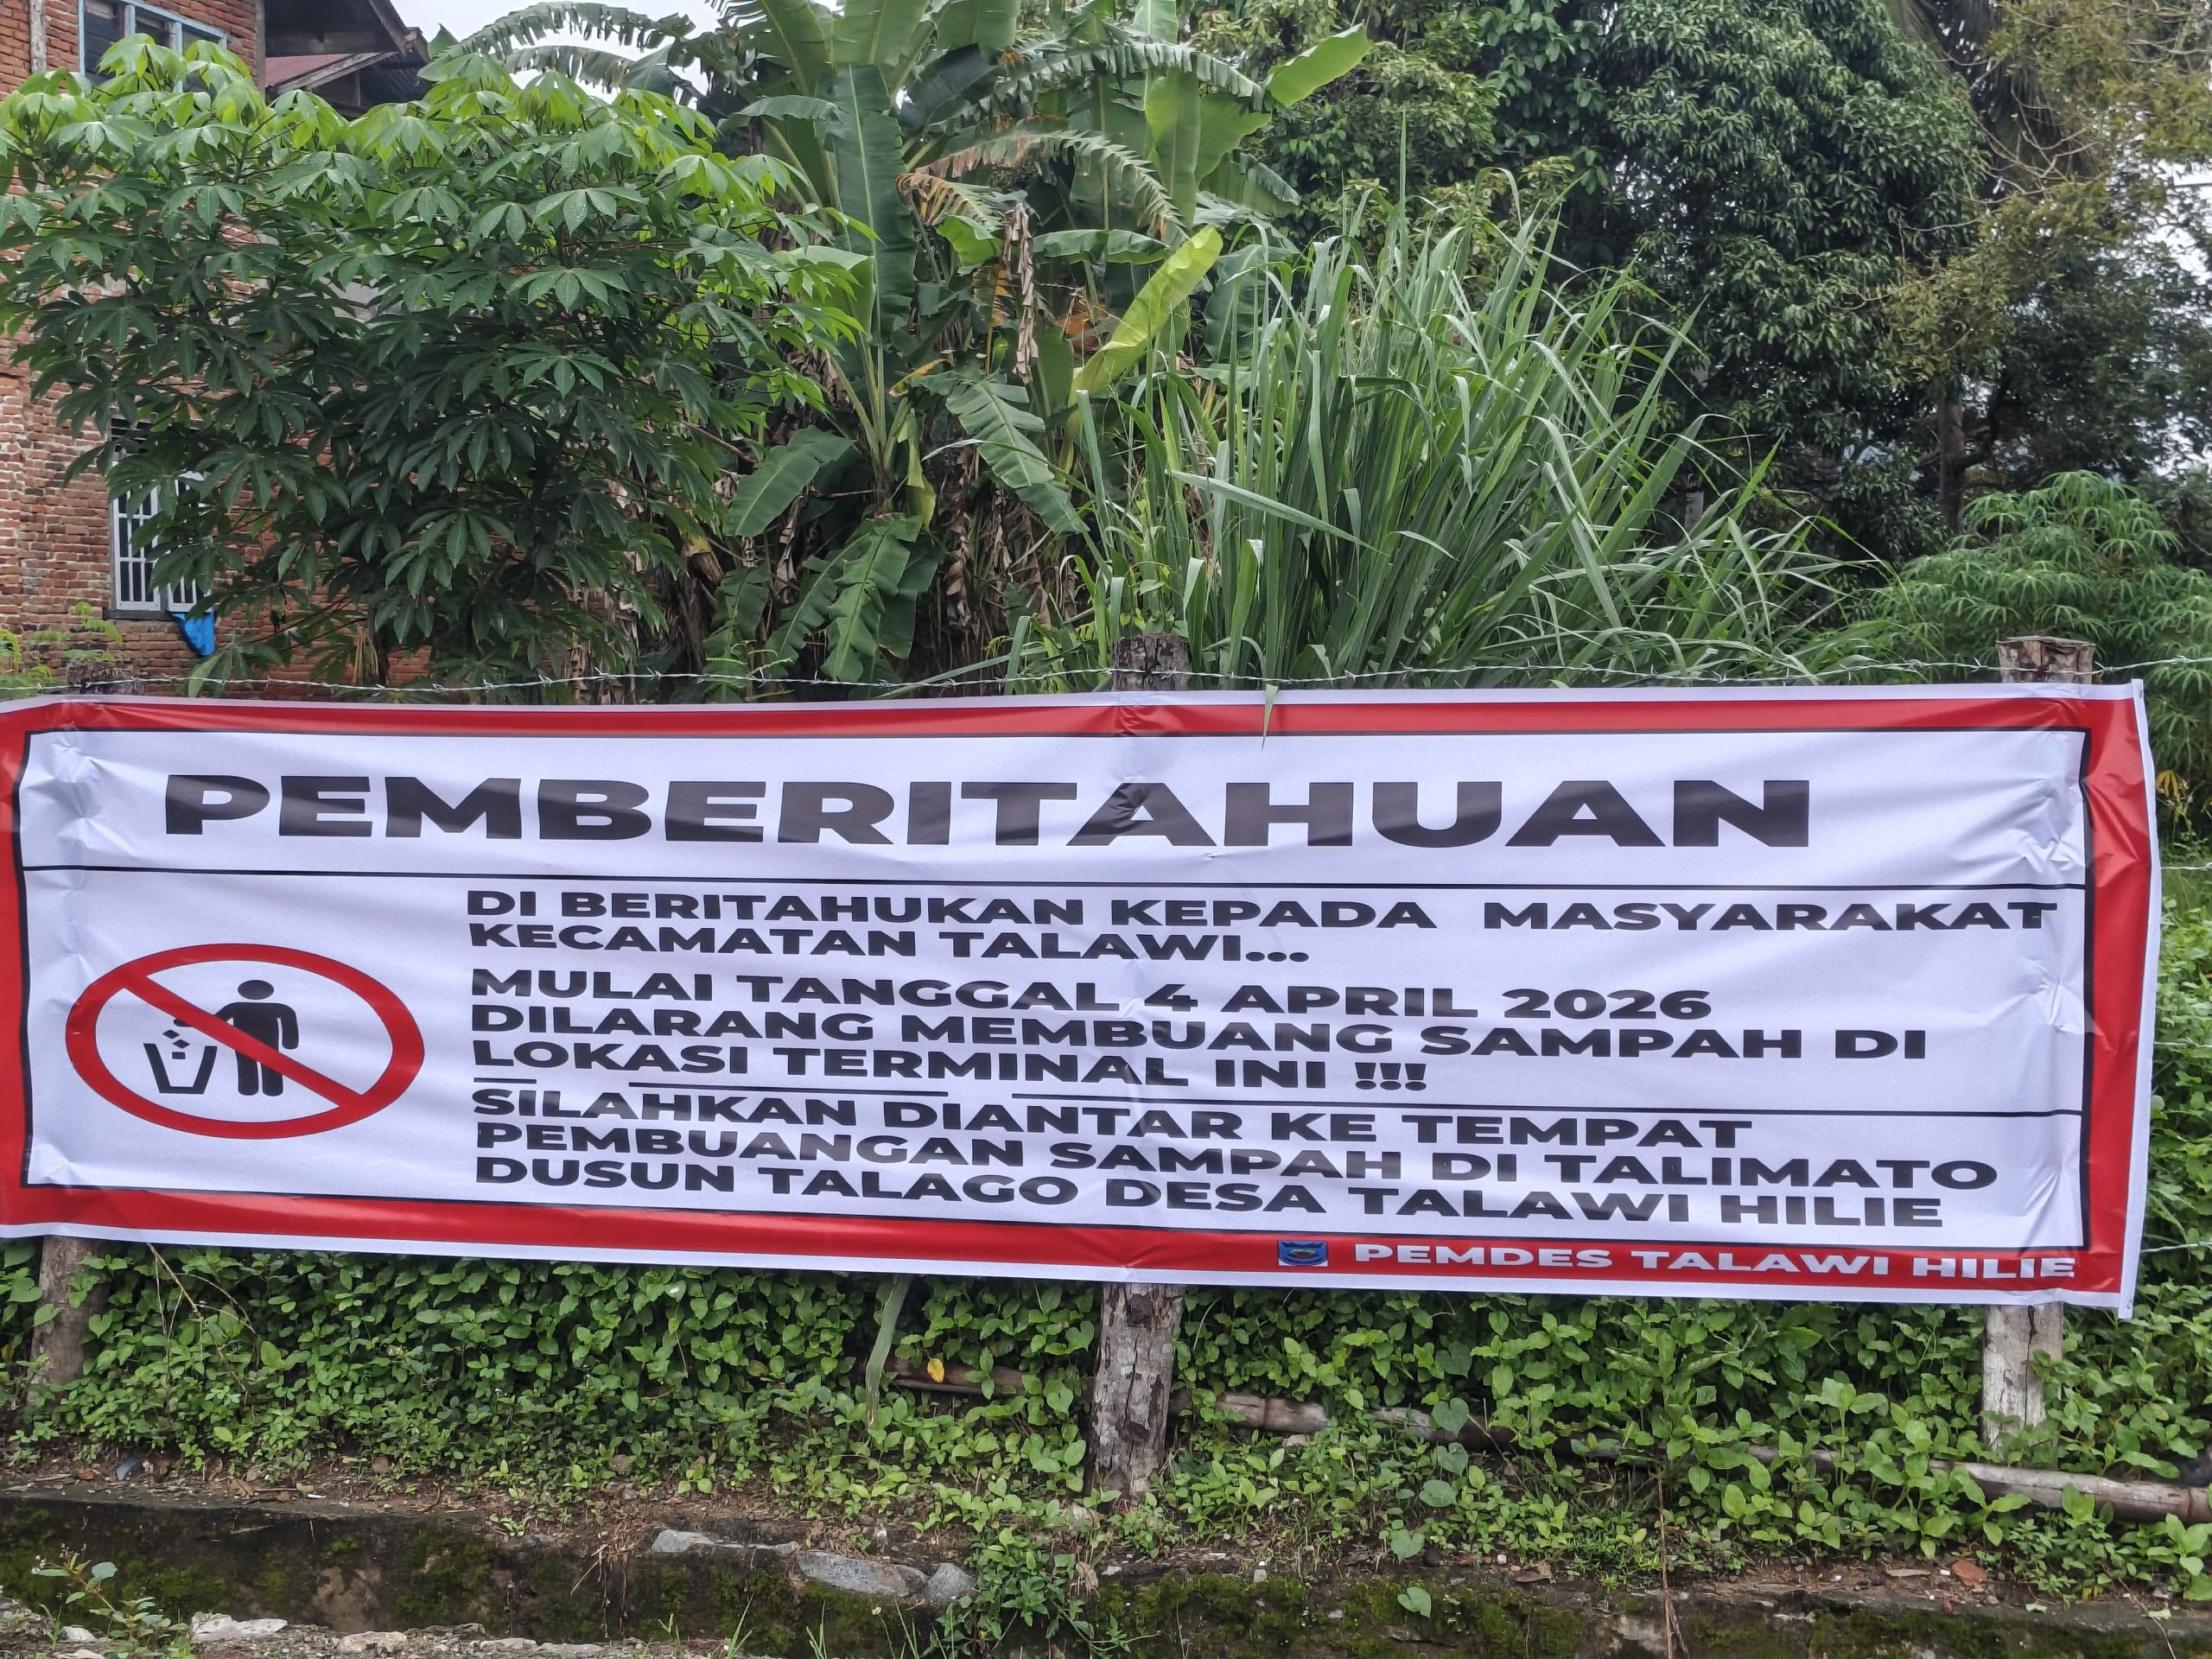 PEMBERITAHUAN
DI BERITAHUKAN KEPADA MASYARAKAT
KECAMATAN TALAWI...
MULAI TANGGAL 4 APRIL 2026
DILARANG MEMBUANG SAMPAH DI
LOKASI TERMINAL INI !!!
SILAHKAN DIANTAR KE TEMPAT
PEMBUANGAN SAMPAH DI TALIMATO
DUSUN TALAGO DESA TALAWI HILIE
PEMDES TALAWI HILIE